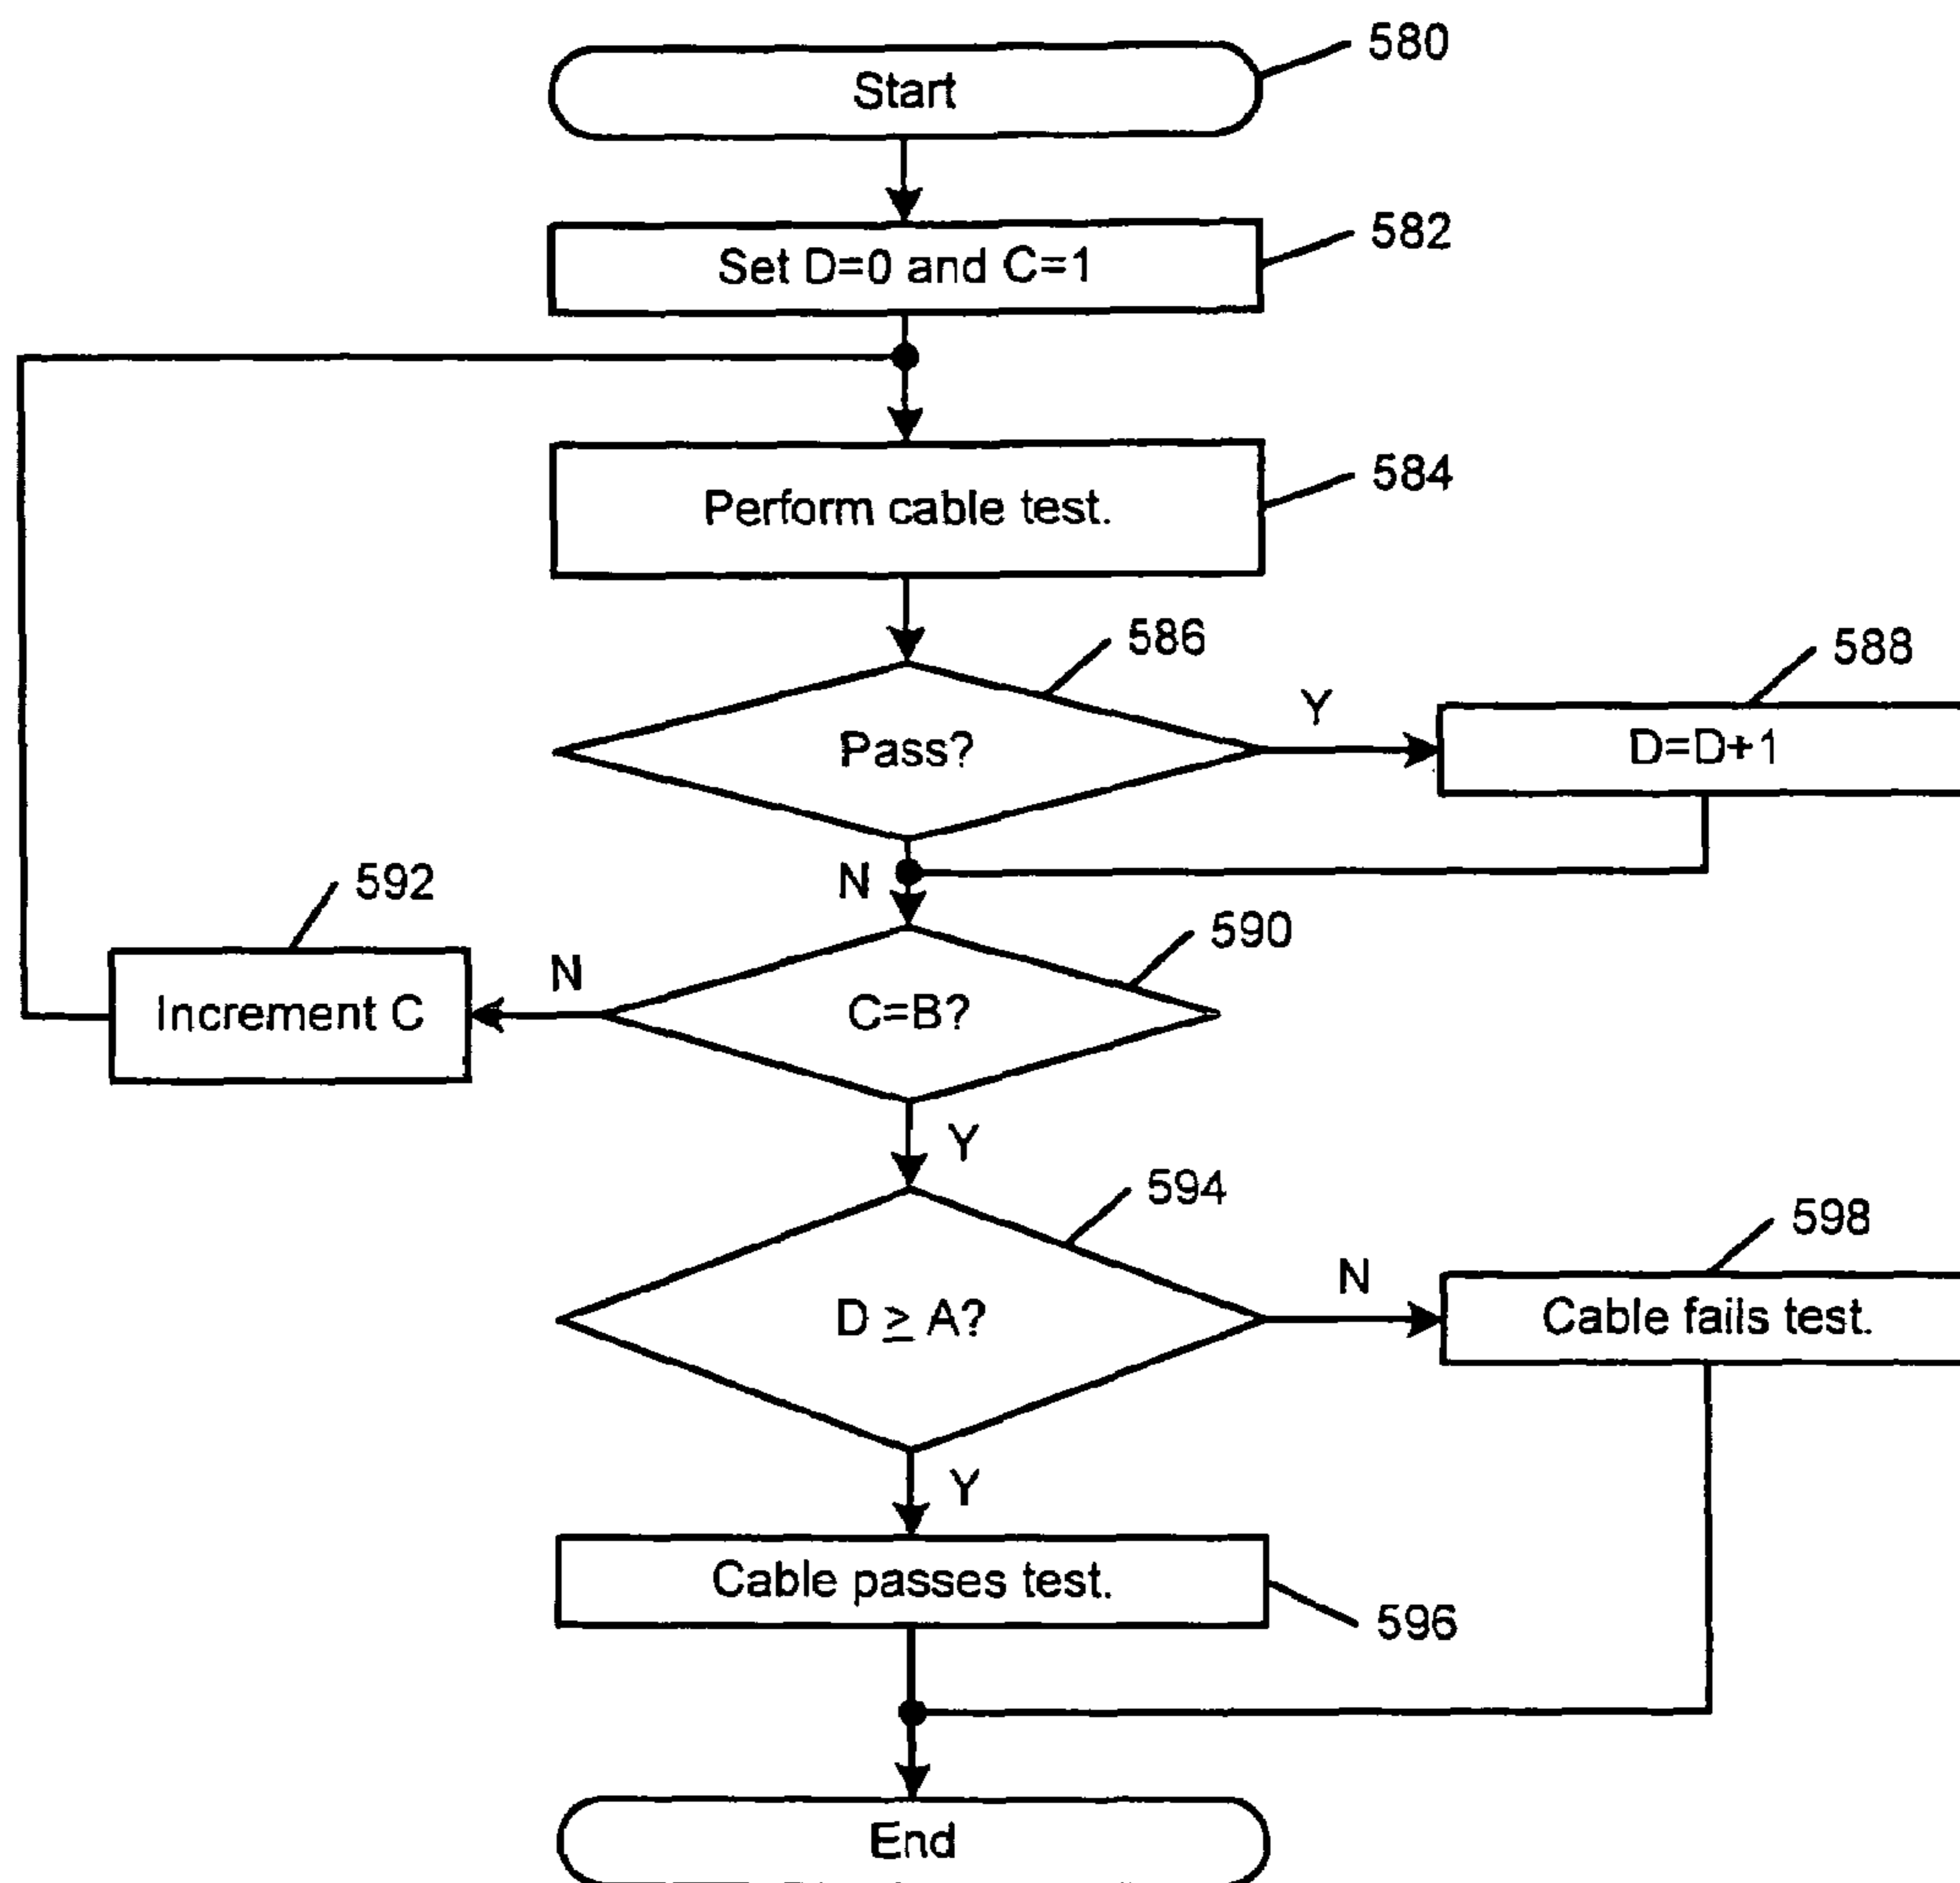 Start
580
Set D=0 and C=1
582
Perform cable test.
584
586
Pass?
Y
588
D=D+1
N
592
Increment C
N
590
C=B?
Y
594
D ≥ A?
N
598
Cable fails test.
Y
Cable passes test.
596
End